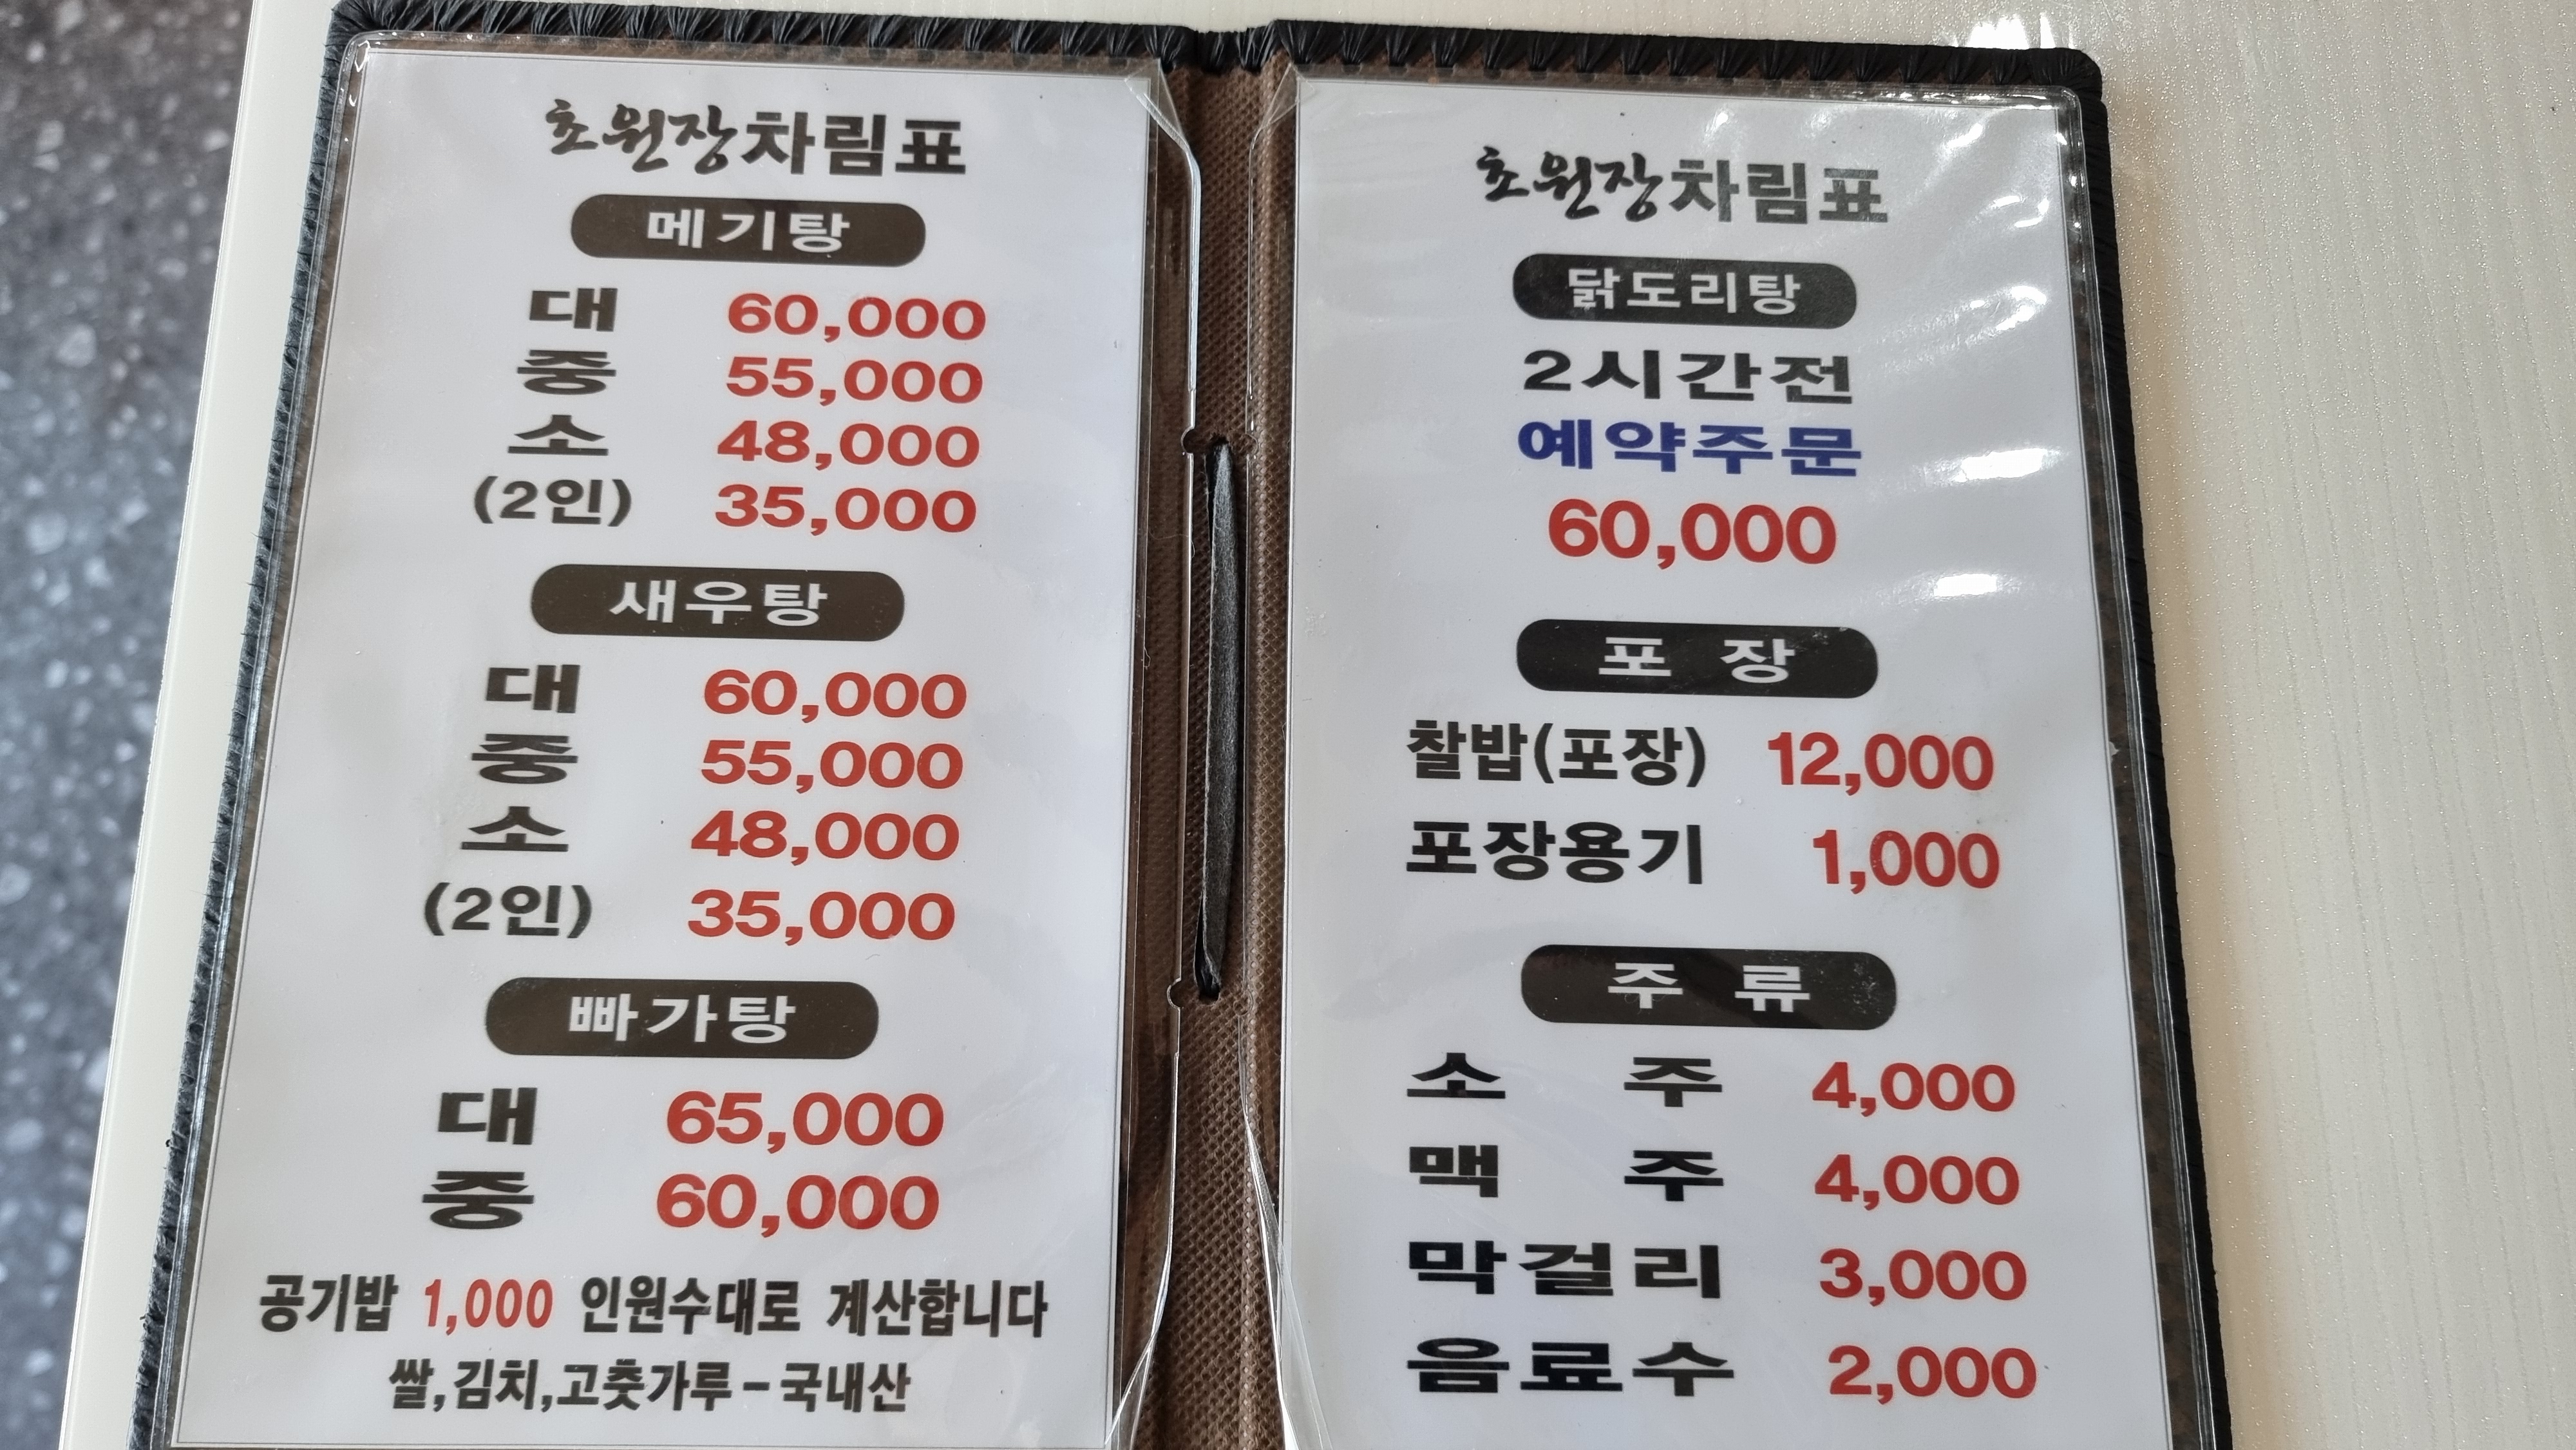 초원장차림표
메기탕
대 60,000
중 55,000
소 48,000
(2인) 35,000
새우탕
대 60,000
중 55,000
소 48,000
(2인) 35,000
빠가탕
대 65,000
중 60,000
공기밥 1,000 인원수대로 계산합니다
쌀,김치,고춧가루-국내산
초원장차림표
닭도리탕
2시간전
예약주문
60,000
포 장
찰밥(포장) 12,000
포장용기 1,000
주 류
소 주 4,000
맥 주 4,000
막걸리 3,000
음료수 2,000